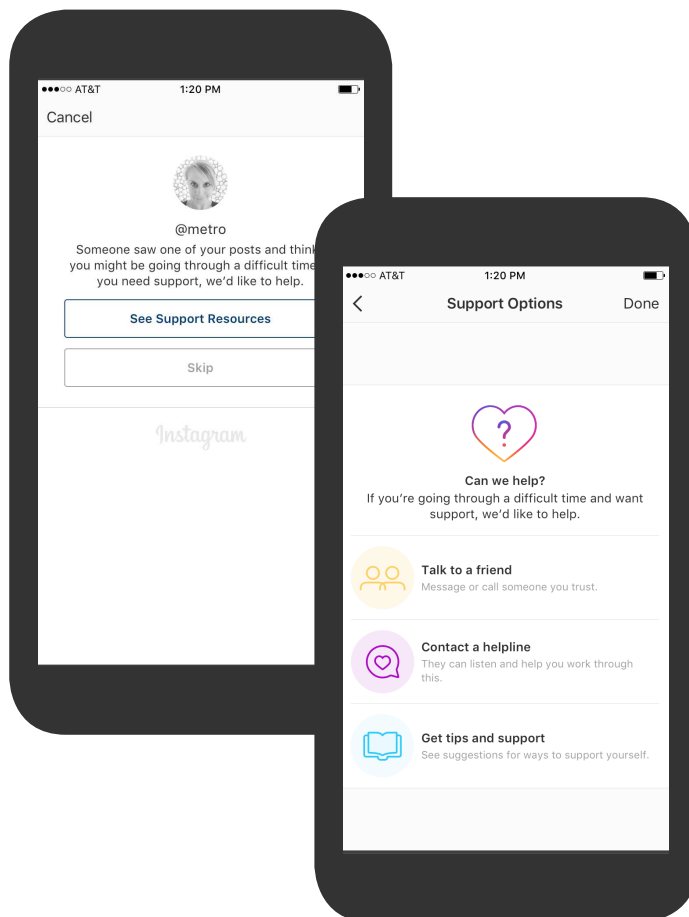 AT&T 1:20 PM
Cancel
@metro
Someone saw one of your posts and think
you might be going through a difficult time
you need support, we'd like to help.
See Support Resources
Skip
Instagram
AT&T 1:20 PM
Support Options Done
?
Can we help?
If you're going through a difficult time and want
support, we'd like to help.
Talk to a friend
Message or call someone you trust.
Contact a helpline
They can listen and help you work through
this.
Get tips and support
See suggestions for ways to support yourself.